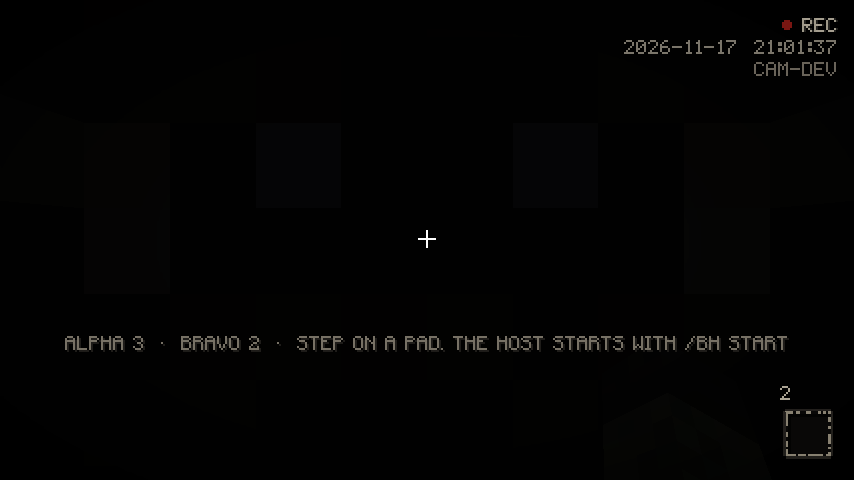 REC
2026-11-17 21:01:37
CAM-DEV
ALPHA 3 · BRAVO 2 · STEP ON A PAD. THE HOST STARTS WITH /BH START
2